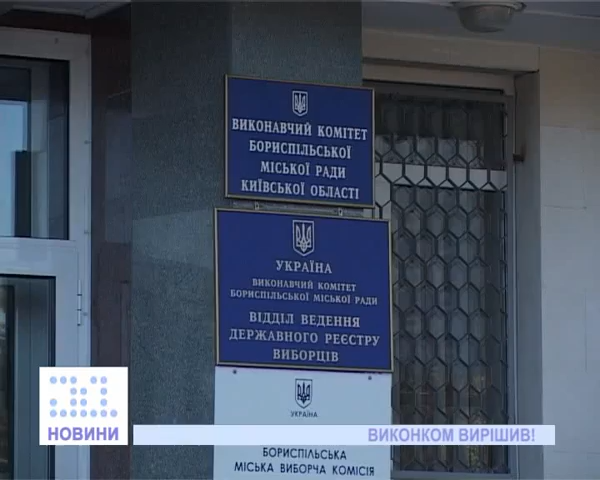 ВИКОНАВЧИЙ КОМІТЕТ
БОРИСПІЛЬСЬКОЇ
МІСЬКОЇ РАДИ
КИЇВСЬКОЇ ОБЛАСТІ
УКРАЇНА
ВИКОНАВЧИЙ КОМІТЕТ
БОРИСПІЛЬСЬКОЇ МІСЬКОЇ РАДИ
ВІДДІЛ ВЕДЕННЯ
ДЕРЖАВНОГО РЕЄСТРУ
ВИБОРЦІВ
УКРАЇНА
БОРИСПІЛЬСЬКА
МІСЬКА ВИБОРЧА КОМІСІЯ
НОВИНИ
ВИКОНКОМ ВИРІШИВ!